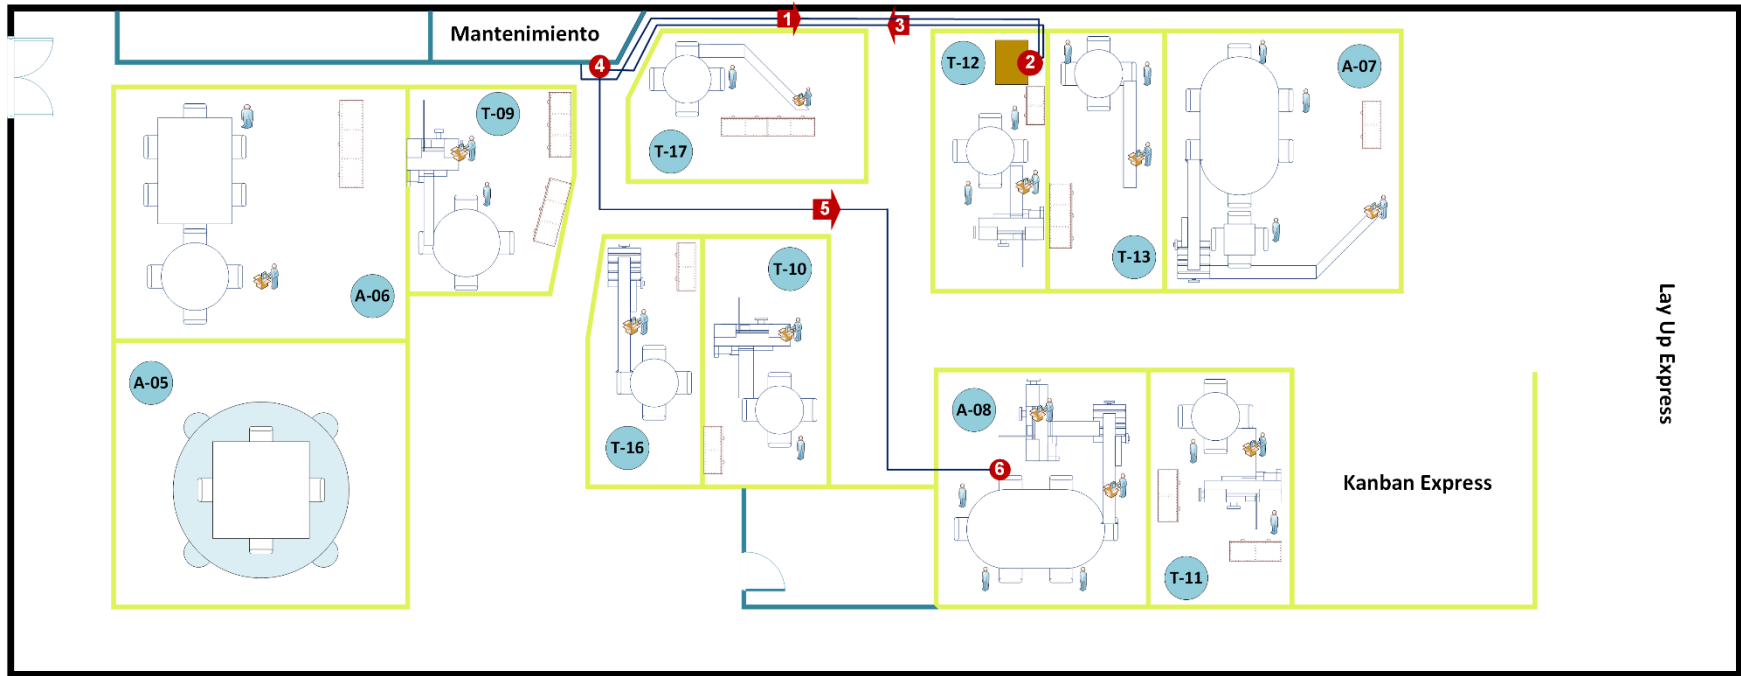 Mantenimiento
1
3
4
T-12
2
A-07
T-09
T-17
5
T-13
A-06
T-10
Lay Up Express
A-05
A-08
T-16
6
Kanban Express
T-11